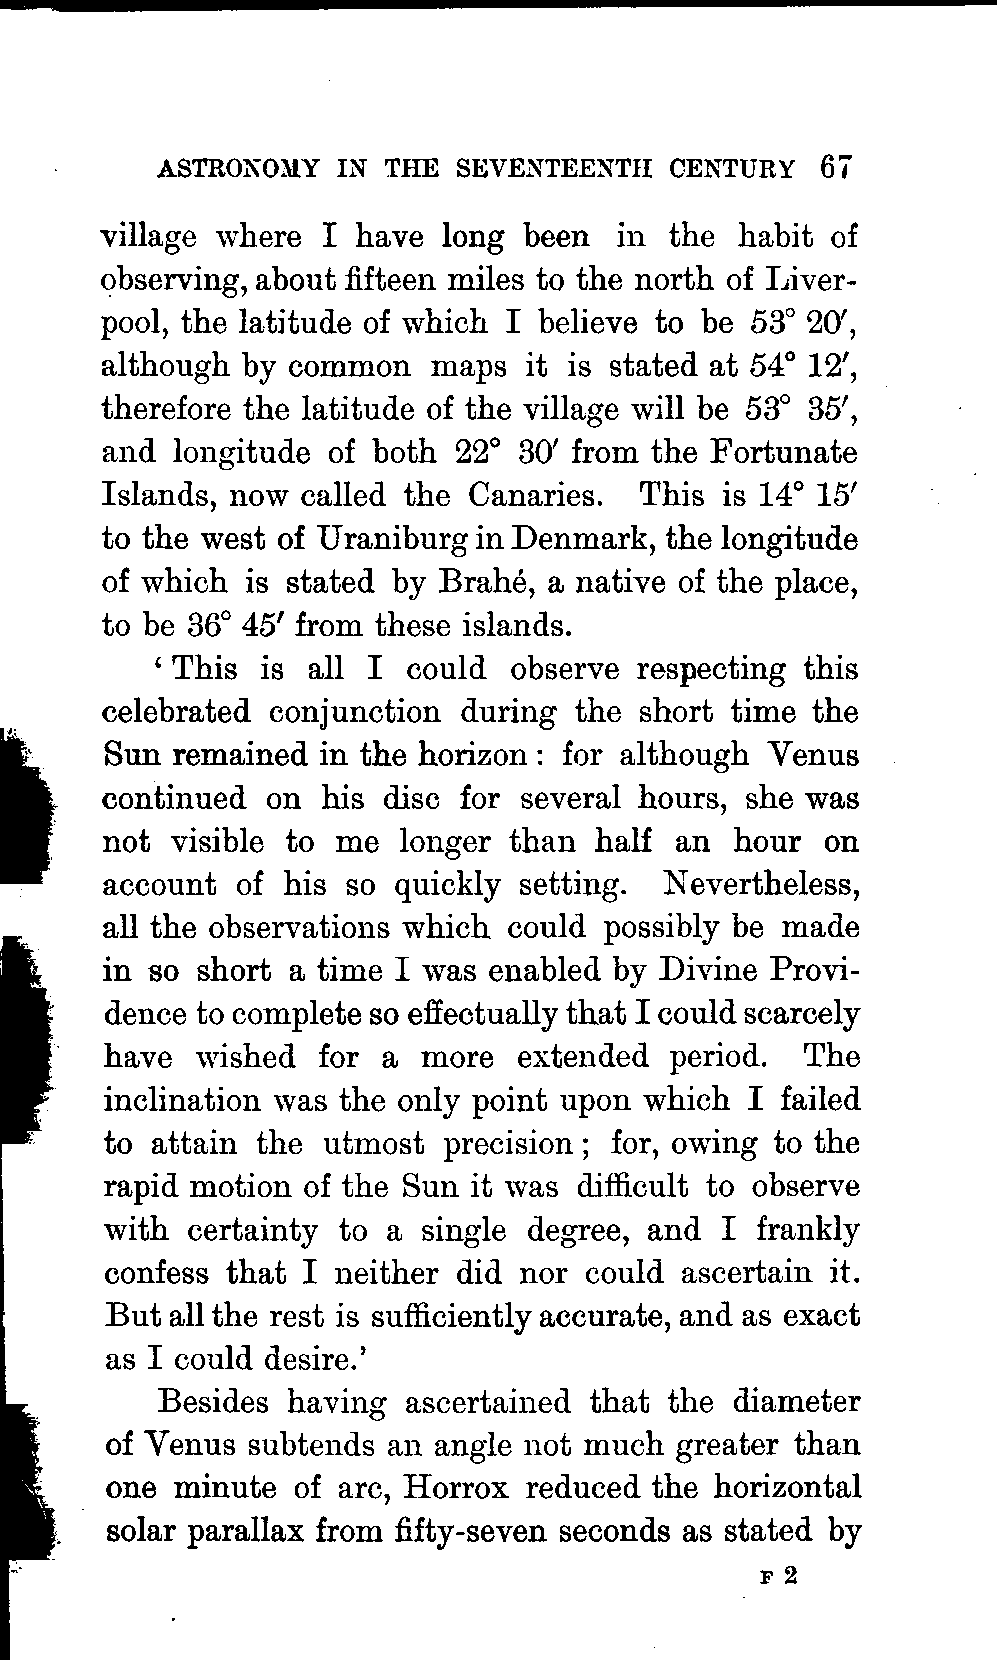 ASTRONOMY IN THE SEVENTEENTH CENTURY 67
village where I have long been in the habit of
observing, about fifteen miles to the north of Liver-
pool, the latitude of which I believe to be 53° 20′,
although by common maps it is stated at 54° 12′,
therefore the latitude of the village will be 53° 35′,
and longitude of both 22° 30′ from the Fortunate
Islands, now called the Canaries. This is 14° 15′
to the west of Uraniburg in Denmark, the longitude
of which is stated by Brahé, a native of the place,
to be 36° 45′ from these islands.
‘ This is all I could observe respecting this
celebrated conjunction during the short time the
Sun remained in the horizon : for although Venus
continued on his disc for several hours, she was
not visible to me longer than half an hour on
account of his so quickly setting. Nevertheless,
all the observations which could possibly be made
in so short a time I was enabled by Divine Provi-
dence to complete so effectually that I could scarcely
have wished for a more extended period. The
inclination was the only point upon which I failed
to attain the utmost precision ; for, owing to the
rapid motion of the Sun it was difficult to observe
with certainty to a single degree, and I frankly
confess that I neither did nor could ascertain it.
But all the rest is sufficiently accurate, and as exact
as I could desire.’
Besides having ascertained that the diameter
of Venus subtends an angle not much greater than
one minute of arc, Horrox reduced the horizontal
solar parallax from fifty-seven seconds as stated by
F 2